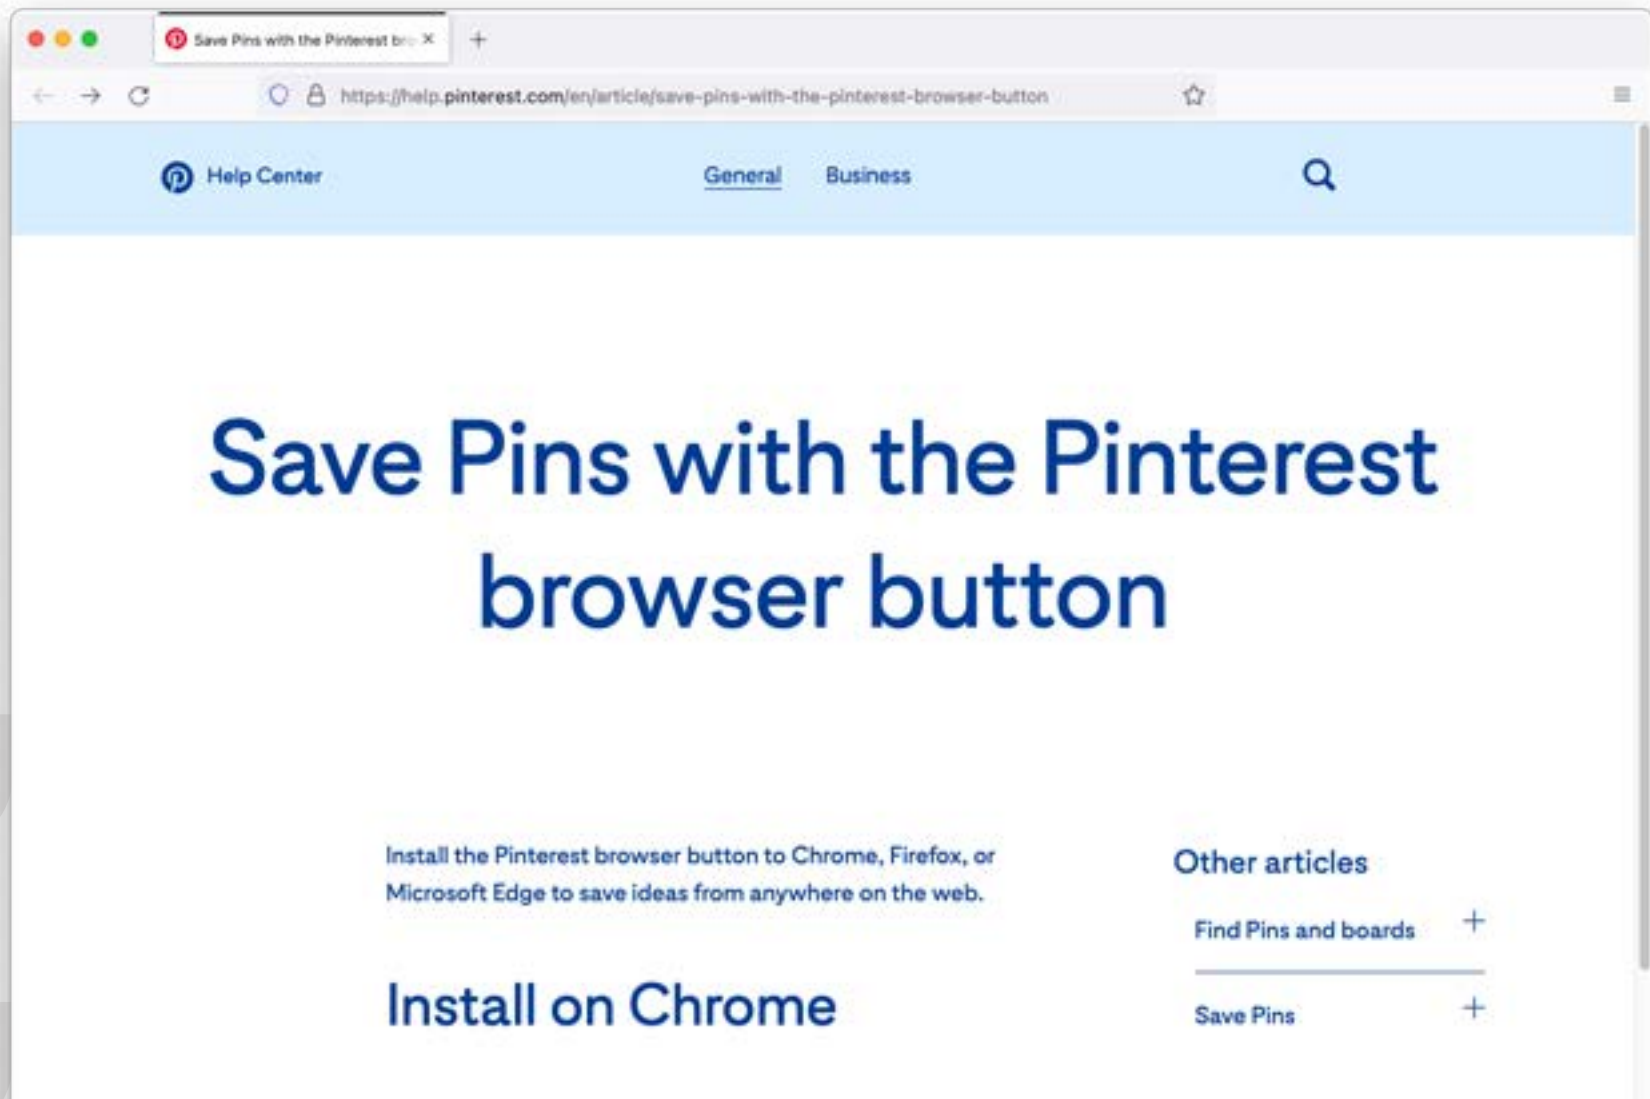 Save Pins with the Pinterest bro
https://help.pinterest.com/en/article/save-pins-with-the-pinterest-browser-button
Help Center
General
Business
Save Pins with the Pinterest
browser button
Install the Pinterest browser button to Chrome, Firefox, or
Microsoft Edge to save ideas from anywhere on the web.
Install on Chrome
Other articles
Find Pins and boards
Save Pins